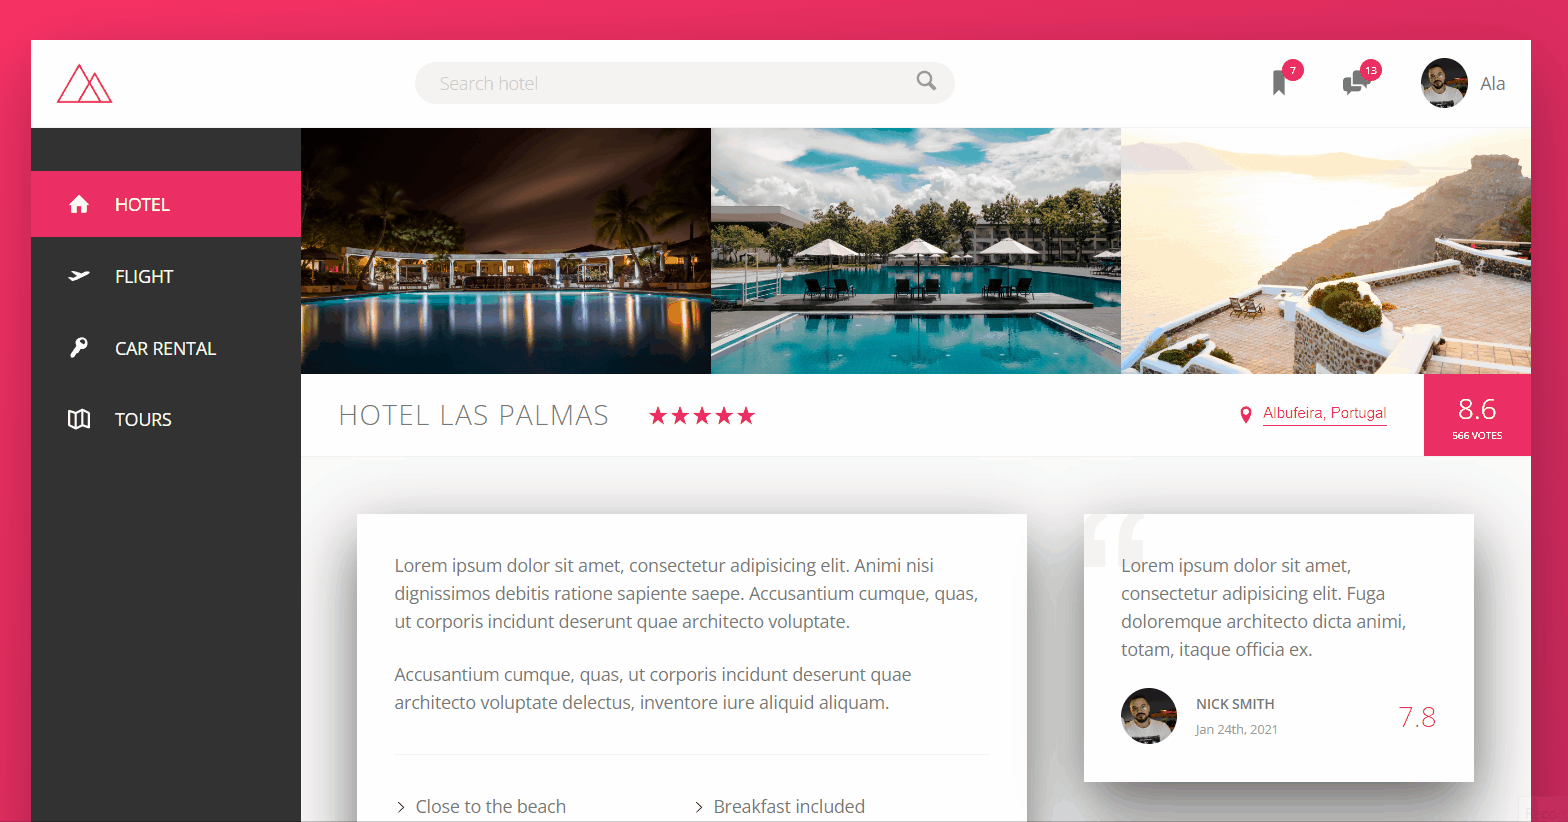 Search hotel
7
13
Ala
HOTEL
FLIGHT
CAR RENTAL
TOURS
HOTEL LAS PALMAS
Albufeira, Portugal
8.6
566 VOTES
Lorem ipsum dolor sit amet, consectetur adipisicing elit. Animi nisi
dignissimos debitis ratione sapiente saepe. Accusantium cumque, quas,
ut corporis incidunt deserunt quae architecto voluptate.
Accusantium cumque, quas, ut corporis incidunt deserunt quae
architecto voluptate delectus, inventore iure aliquid aliquam.
Close to the beach
Breakfast included
“
Lorem ipsum dolor sit amet,
consectetur adipisicing elit. Fuga
doloremque architecto dicta animi,
totam, itaque officia ex.
NICK SMITH
Jan 24th, 2021
7.8